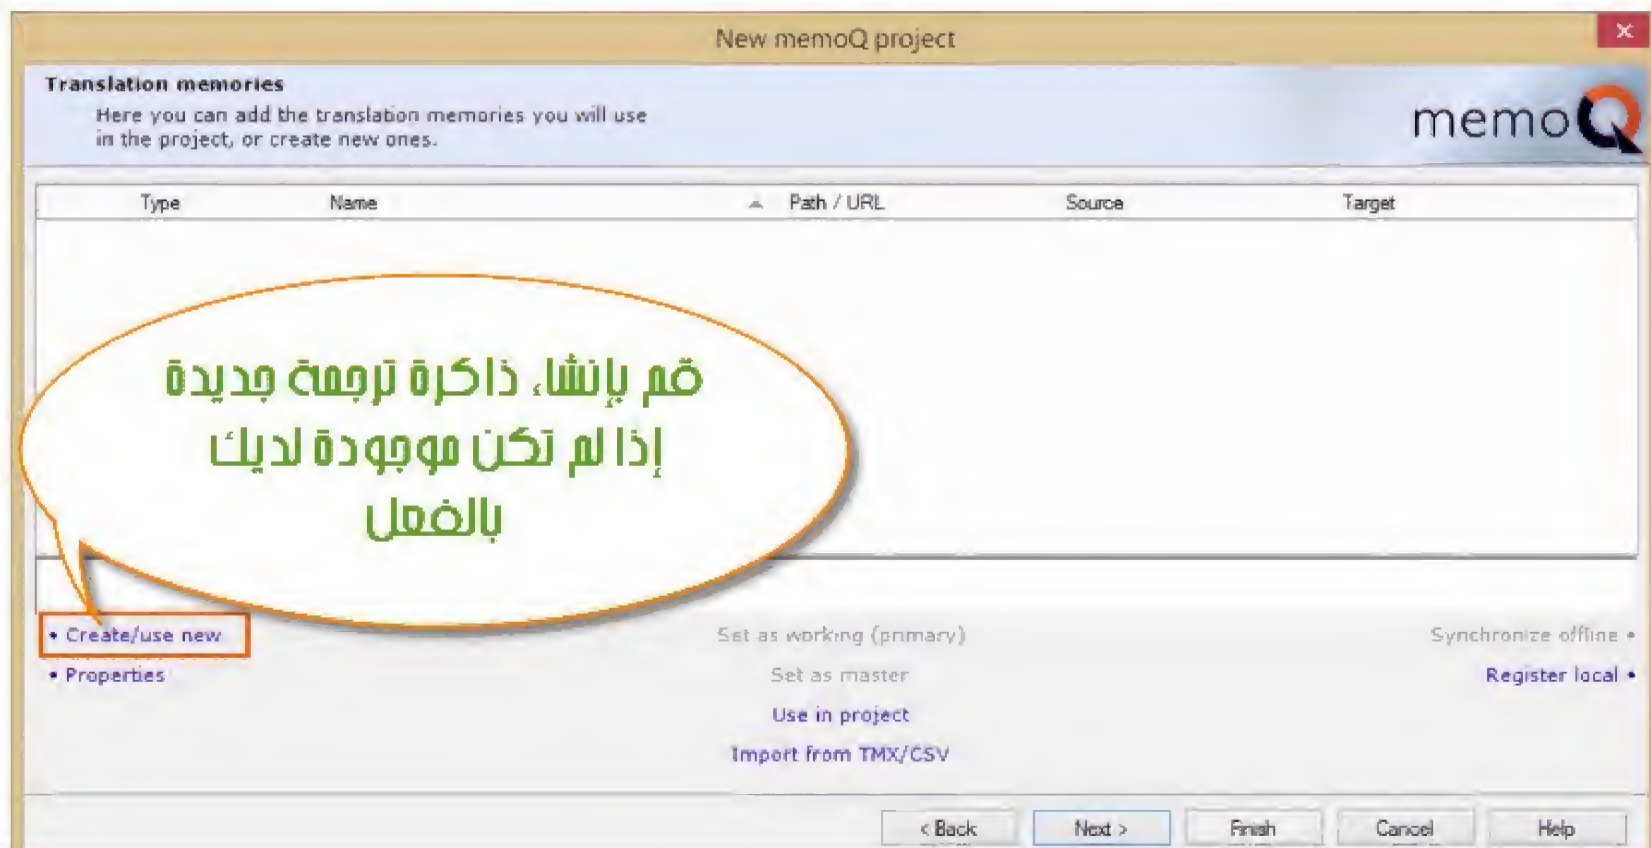 New memoQ project
Translation memories
Here you can add the translation memories you will use
in the project, or create new ones.
memoQ
Type Name Path / URL Source Target
قم بإنشاء ذاكرة ترجمة جديدة
إذا لم تكن موجودة لديك
بالفعل
• Create/use new
Set as working (primary)
Synchronize offline •
• Properties
Set as master
Register local •
Use in project
Import from TMX/CSV
< Back Next > Finish Cancel Help